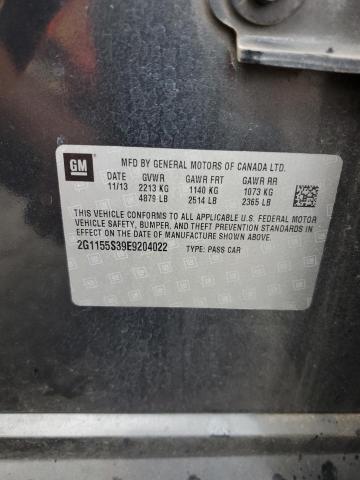 GM
MFD BY GENERAL MOTORS OF CANADA LTD.
DATE GVWR GAWR FRT GAWR RR
11/13 2213 KG 1140 KG 1073 KG
4879 LB 2514 LB 2365 LB
THIS VEHICLE CONFORMS TO ALL APPLICABLE U.S. FEDERAL MOTOR
VEHICLE SAFETY, BUMPER, AND THEFT PREVENTION STANDARDS
IN EFFECT ON THE DATE OF MANUFACTURE SHOWN ABOVE.
2G1155S39E9204022 TYPE: PASS CAR